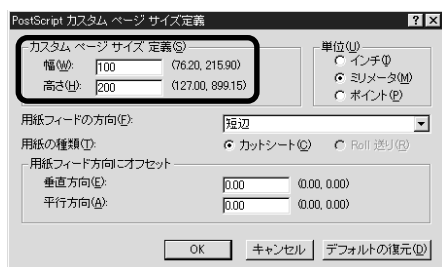 PostScript カスタム ページ サイズ定義
カスタム ページ サイズ 定義(S)
幅(W): 100 (76.20, 215.90)
高さ(H): 200 (127.00, 899.15)
単位(U)
インチ(I)
ミリメータ(M)
ポイント(P)
用紙フィードの方向(F): 短辺
用紙の種類(T): カットシート(C) Roll 送り(R)
用紙フィード方向にオフセット
垂直方向(E): 0.00 (0.00, 0.00)
平行方向(A): 0.00 (0.00, 0.00)
OK キャンセル デフォルトの復元(D)